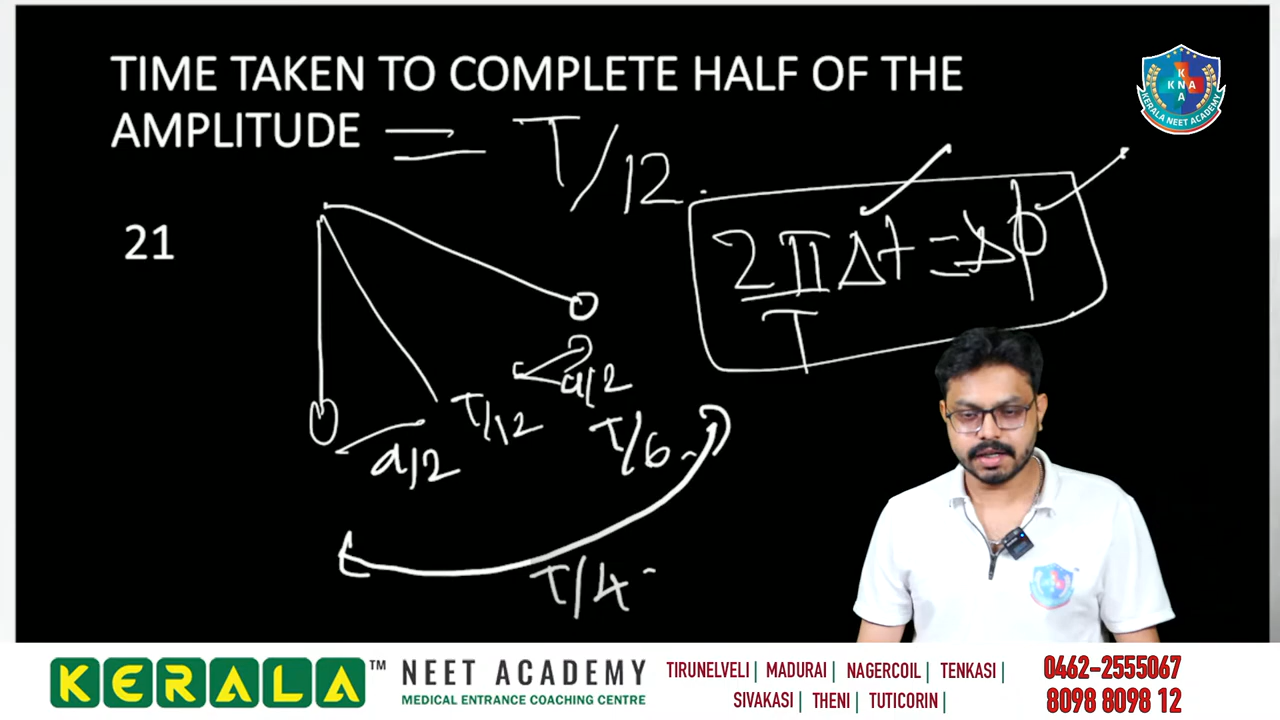 TIME TAKEN TO COMPLETE HALF OF THE
AMPLITUDE = T/12
21
2π/T Δt = Δϕ
a/2
T/12
a/2
T/6
T/4
K
K N A
A
KERALA NEET ACADEMY
KERALA™ NEET ACADEMY
MEDICAL ENTRANCE COACHING CENTRE
TIRUNELVELI | MADURAI | NAGERCOIL | TENKASI |
SIVAKASI | THENI | TUTICORIN |
0462-2555067
8098 8098 12